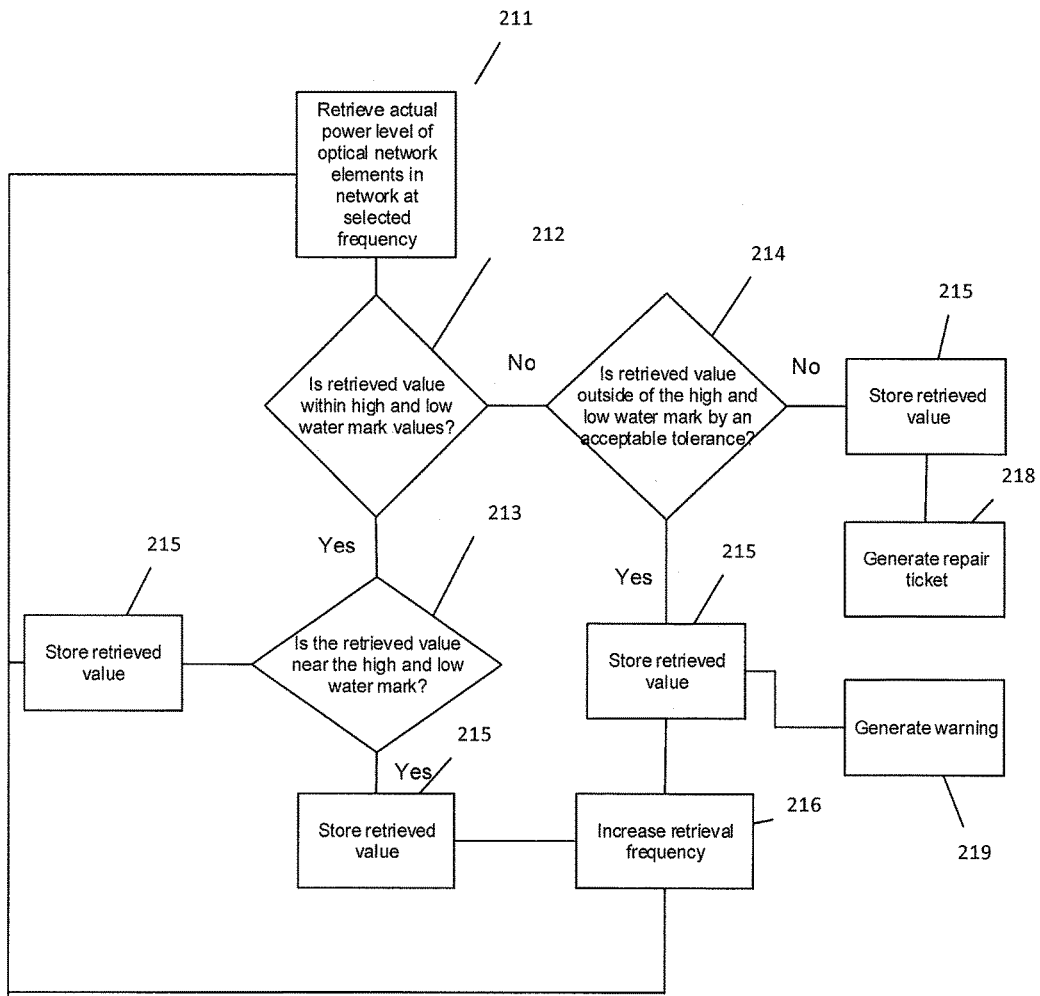 211
Retrieve actual
power level of
optical network
elements in
network at
selected
frequency
212
214
215
No
No
Is retrieved value
within high and low
water mark values?
Is retrieved value
outside of the high and
low water mark by an
acceptable tolerance?
Store retrieved
value
218
213
Yes
215
Generate repair
ticket
215
Yes
Store retrieved
value
Is the retrieved value
near the high and low
water mark?
Store retrieved
value
Generate warning
215
Yes
216
Store retrieved
value
Increase retrieval
frequency
219